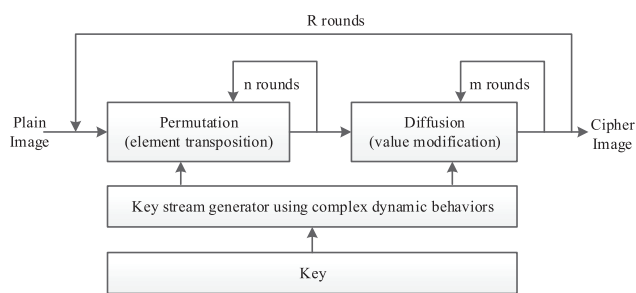 R rounds
n rounds
m rounds
Plain
Image
Permutation
(element transposition)
Diffusion
(value modification)
Cipher
Image
Key stream generator using complex dynamic behaviors
Key